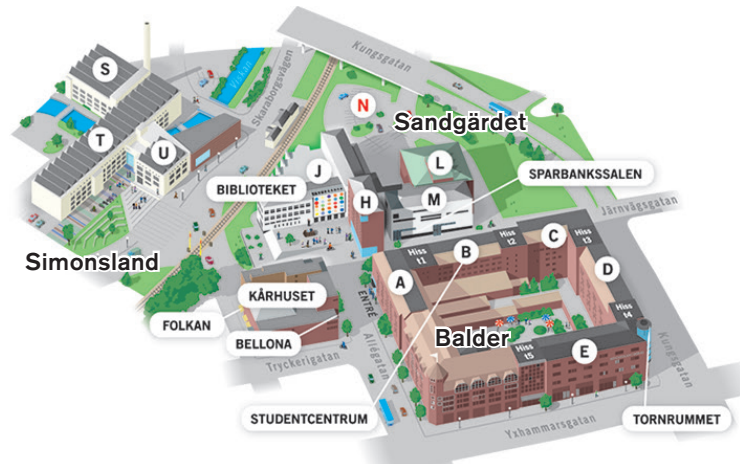 Kungsgatan
S
Viskan
Skaraborgsvägen
N
Sandgärdet
T
U
J
L
BIBLIOTEKET
H
M
SPARBANKSSALEN
Järnvägsgatan
Simonsland
Hiss
t1
B
Hiss
t2
C
Hiss
t3
A
D
ENTRÉ
KÅRHUSET
FOLKAN
BELLONA
Hiss
t4
Balder
Hiss
t5
E
Tryckerigatan
Allégatan
Kungsgatan
STUDENTCENTRUM
Yxhammarsgatan
TORNRUMMET